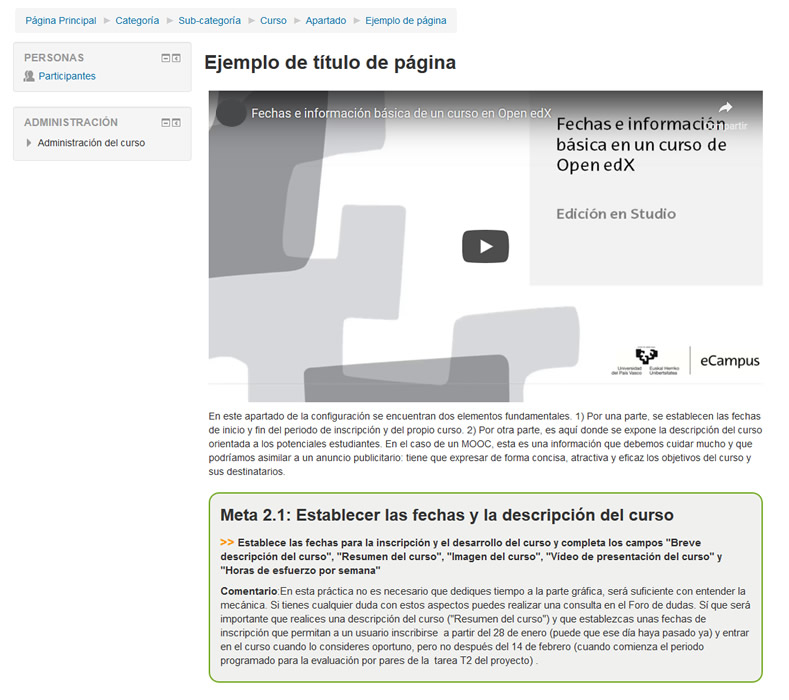 Página Principal ► Categoría ► Sub-categoría ► Curso ► Apartado ► Ejemplo de página
PERSONAS
Participantes
ADMINISTRACIÓN
Administración del curso
Ejemplo de título de página
Fechas e información básica de un curso en Open edX
Compartir
Fechas e información
básica en un curso de
Open edX
Edición en Studio
Universidad Euskal Herriko
del País Vasco Unibertsitatea
eCampus
En este apartado de la configuración se encuentran dos elementos fundamentales. 1) Por una parte, se establecen las fechas
de inicio y fin del periodo de inscripción y del propio curso. 2) Por otra parte, es aquí donde se expone la descripción del curso
orientada a los potenciales estudiantes. En el caso de un MOOC, esta es una información que debemos cuidar mucho y que
podríamos asimilar a un anuncio publicitario: tiene que expresar de forma concisa, atractiva y eficaz los objetivos del curso y
sus destinatarios.
Meta 2.1: Establecer las fechas y la descripción del curso
>> Establece las fechas para la inscripción y el desarrollo del curso y completa los campos "Breve
descripción del curso", "Resumen del curso", "Imagen del curso", "Vídeo de presentación del curso" y
"Horas de esfuerzo por semana"
Comentario:En esta práctica no es necesario que dediques tiempo a la parte gráfica, será suficiente con entender la
mecánica. Si tienes cualquier duda con estos aspectos puedes realizar una consulta en el Foro de dudas. Sí que será
importante que realices una descripción del curso ("Resumen del curso") y que establezcas unas fechas de
inscripción que permitan a un usuario inscribirse a partir del 28 de enero (puede que ese día haya pasado ya) y entrar
en el curso cuando lo consideres oportuno, pero no después del 14 de febrero (cuando comienza el periodo
programado para la evaluación por pares de la tarea T2 del proyecto) .